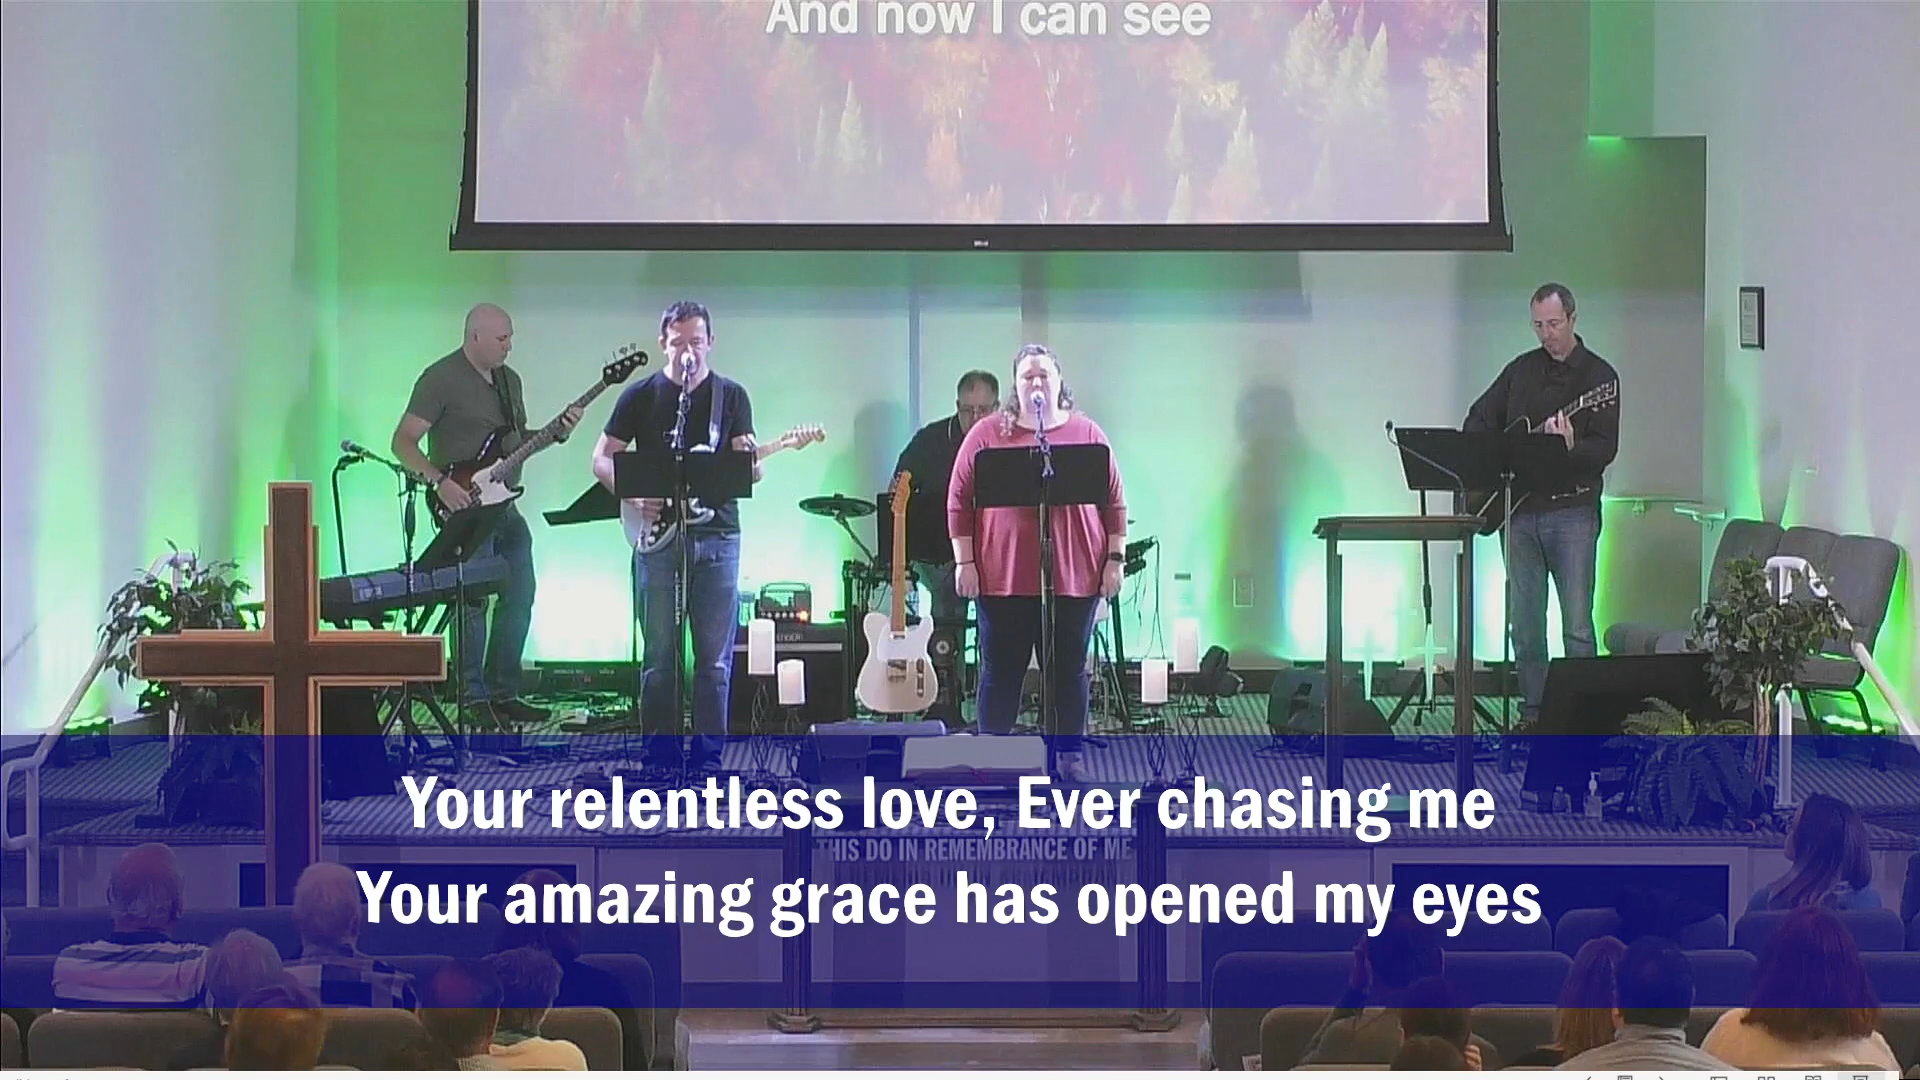 And now I can see
Your relentless love, Ever chasing me
THIS DO IN REMEMBRANCE OF ME
Your amazing grace has opened my eyes